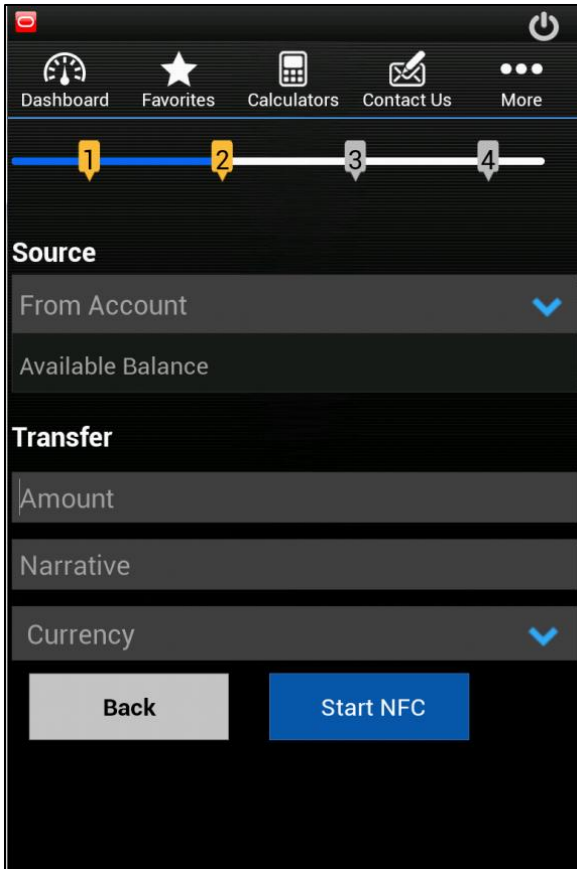 Dashboard Favorites Calculators Contact Us More
1 2 3 4
Source
From Account
Available Balance
Transfer
Amount
Narrative
Currency
Back Start NFC